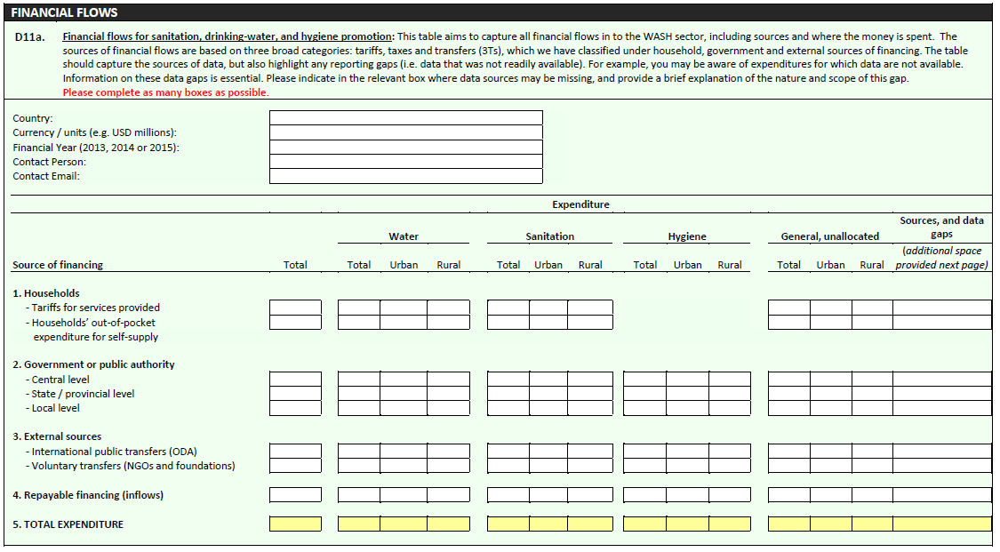 FINANCIAL FLOWS
D11a. Financial flows for sanitation, drinking-water, and hygiene promotion: This table aims to capture all financial flows in to the WASH sector, including sources and where the money is spent. The
sources of financial flows are based on three broad categories: tariffs, taxes and transfers (3Ts), which we have classified under household, government and external sources of financing. The table
should capture the sources of data, but also highlight any reporting gaps (i.e. data that was not readily available). For example, you may be aware of expenditures for which data are not available.
Information on these data gaps is essential. Please indicate in the relevant box where data sources may be missing, and provide a brief explanation of the nature and scope of this gap.
Please complete as many boxes as possible.
Country:
Currency / units (e.g. USD millions):
Financial Year (2013, 2014 or 2015):
Contact Person:
Contact Email:
Expenditure
Water Sanitation Hygiene General, unallocated Sources, and data
gaps
(additional space
Source of financing Total Total Urban Rural Total Urban Rural Total Urban Rural Total Urban Rural provided next page)
1. Households
- Tariffs for services provided
- Households’ out-of-pocket
expenditure for self-supply
2. Government or public authority
- Central level
- State / provincial level
- Local level
3. External sources
- International public transfers (ODA)
- Voluntary transfers (NGOs and foundations)
4. Repayable financing (inflows)
5. TOTAL EXPENDITURE